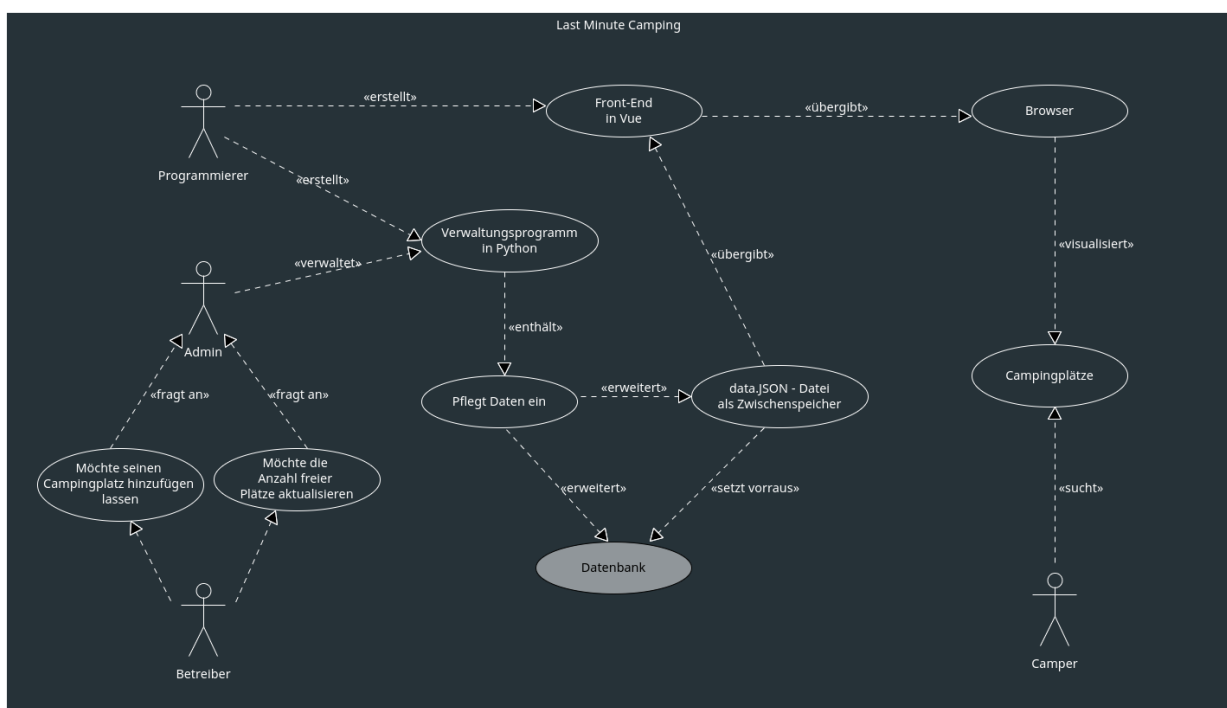 Last Minute Camping
«erstellt»
Front-End
in Vue
«übergibt»
Browser
Programmierer
«erstellt»
Verwaltungsprogramm
in Python
«verwaltet»
«übergibt»
«visualisiert»
Admin
«enthält»
«fragt an»
«fragt an»
Pflegt Daten ein
«erweitert»
data.JSON - Datei
als Zwischenspeicher
Campingplätze
Möchte seinen
Campingplatz hinzufügen
lassen
Möchte die
Anzahl freier
Plätze aktualisieren
«erweitert»
«setzt vorraus»
«sucht»
Datenbank
Betreiber
Camper